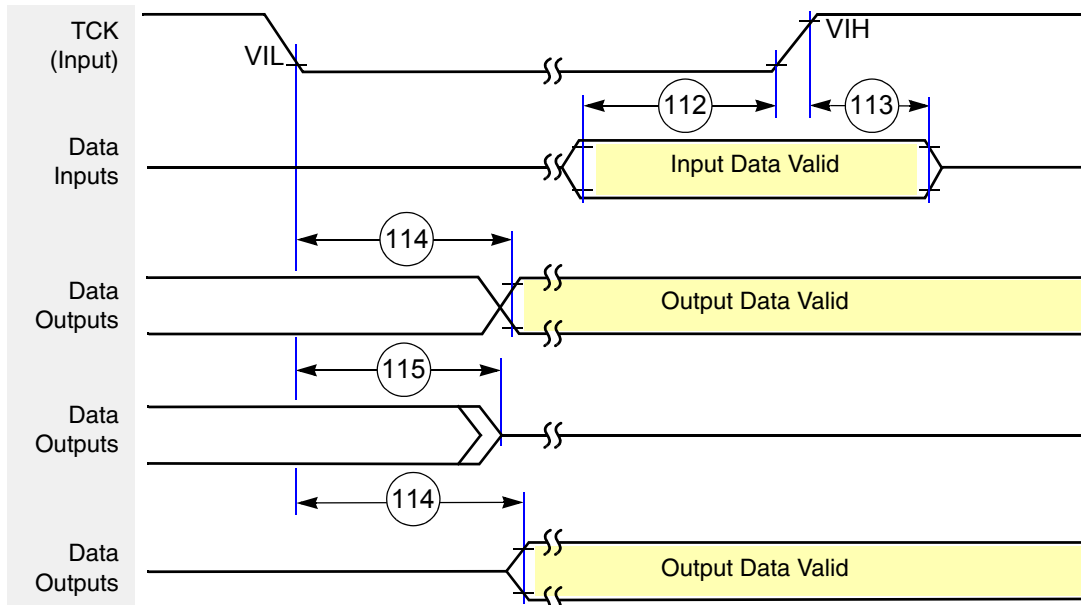 TCK
(Input)
VIL
VIH
112
113
Data
Inputs
Input Data Valid
114
Data
Outputs
Output Data Valid
115
Data
Outputs
114
Data
Outputs
Output Data Valid